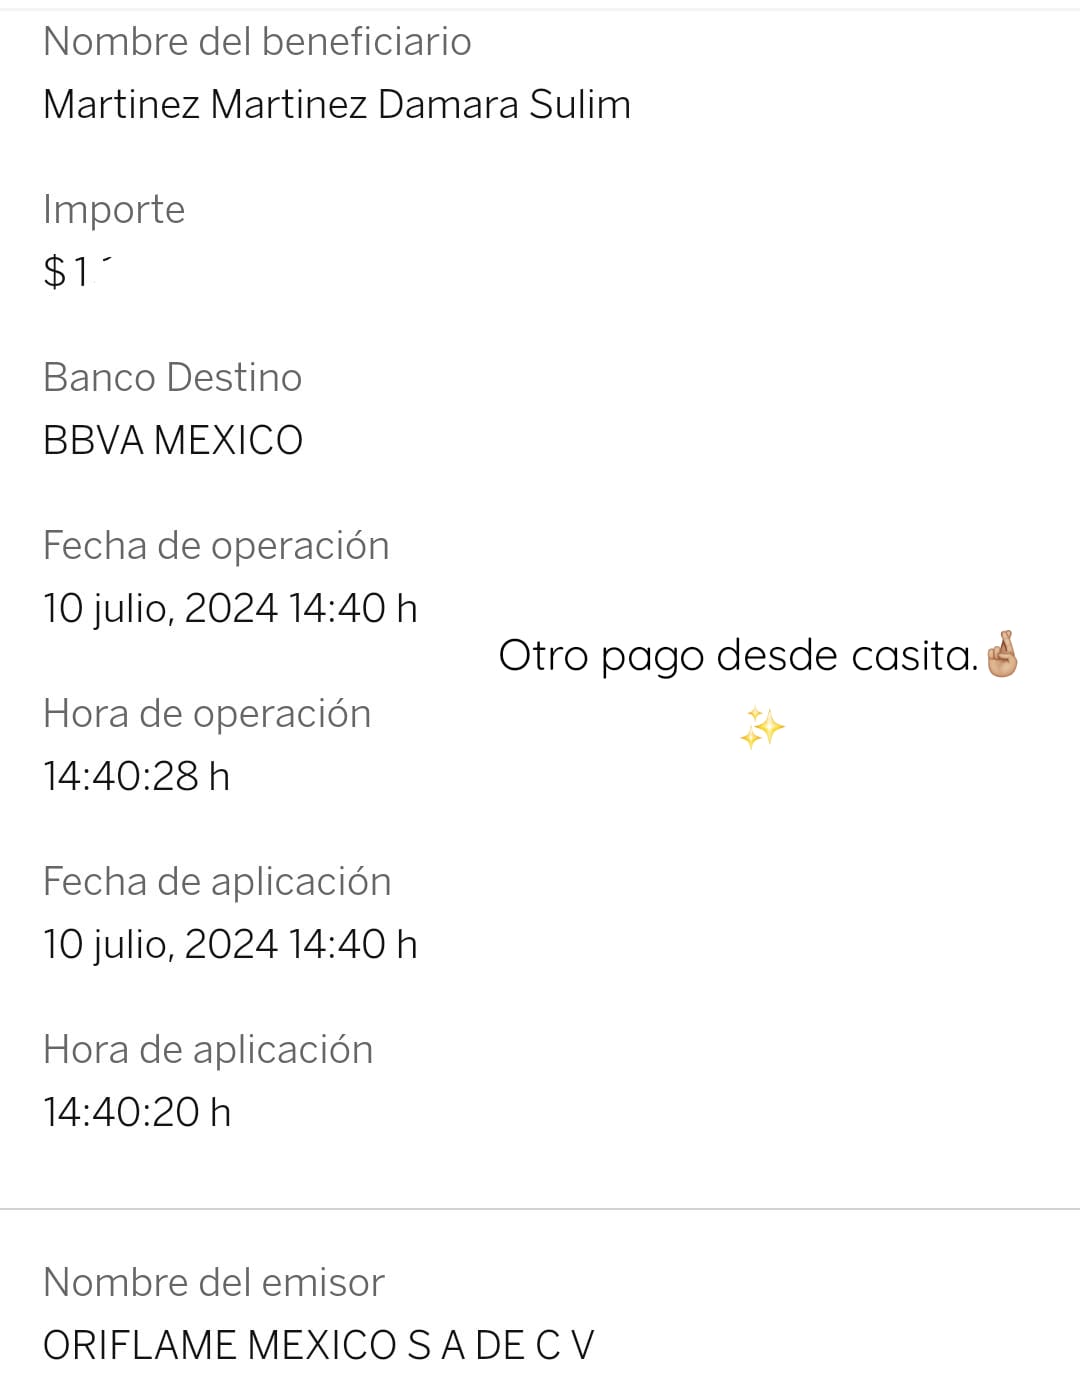 Nombre del beneficiario
Martinez Martinez Damara Sulim
Importe
$1
Banco Destino
BBVA MEXICO
Fecha de operación
10 julio, 2024 14:40 h
Otro pago desde casita.🤞🏼
✨
Hora de operación
14:40:28 h
Fecha de aplicación
10 julio, 2024 14:40 h
Hora de aplicación
14:40:20 h
Nombre del emisor
ORIFLAME MEXICO S A DE C V